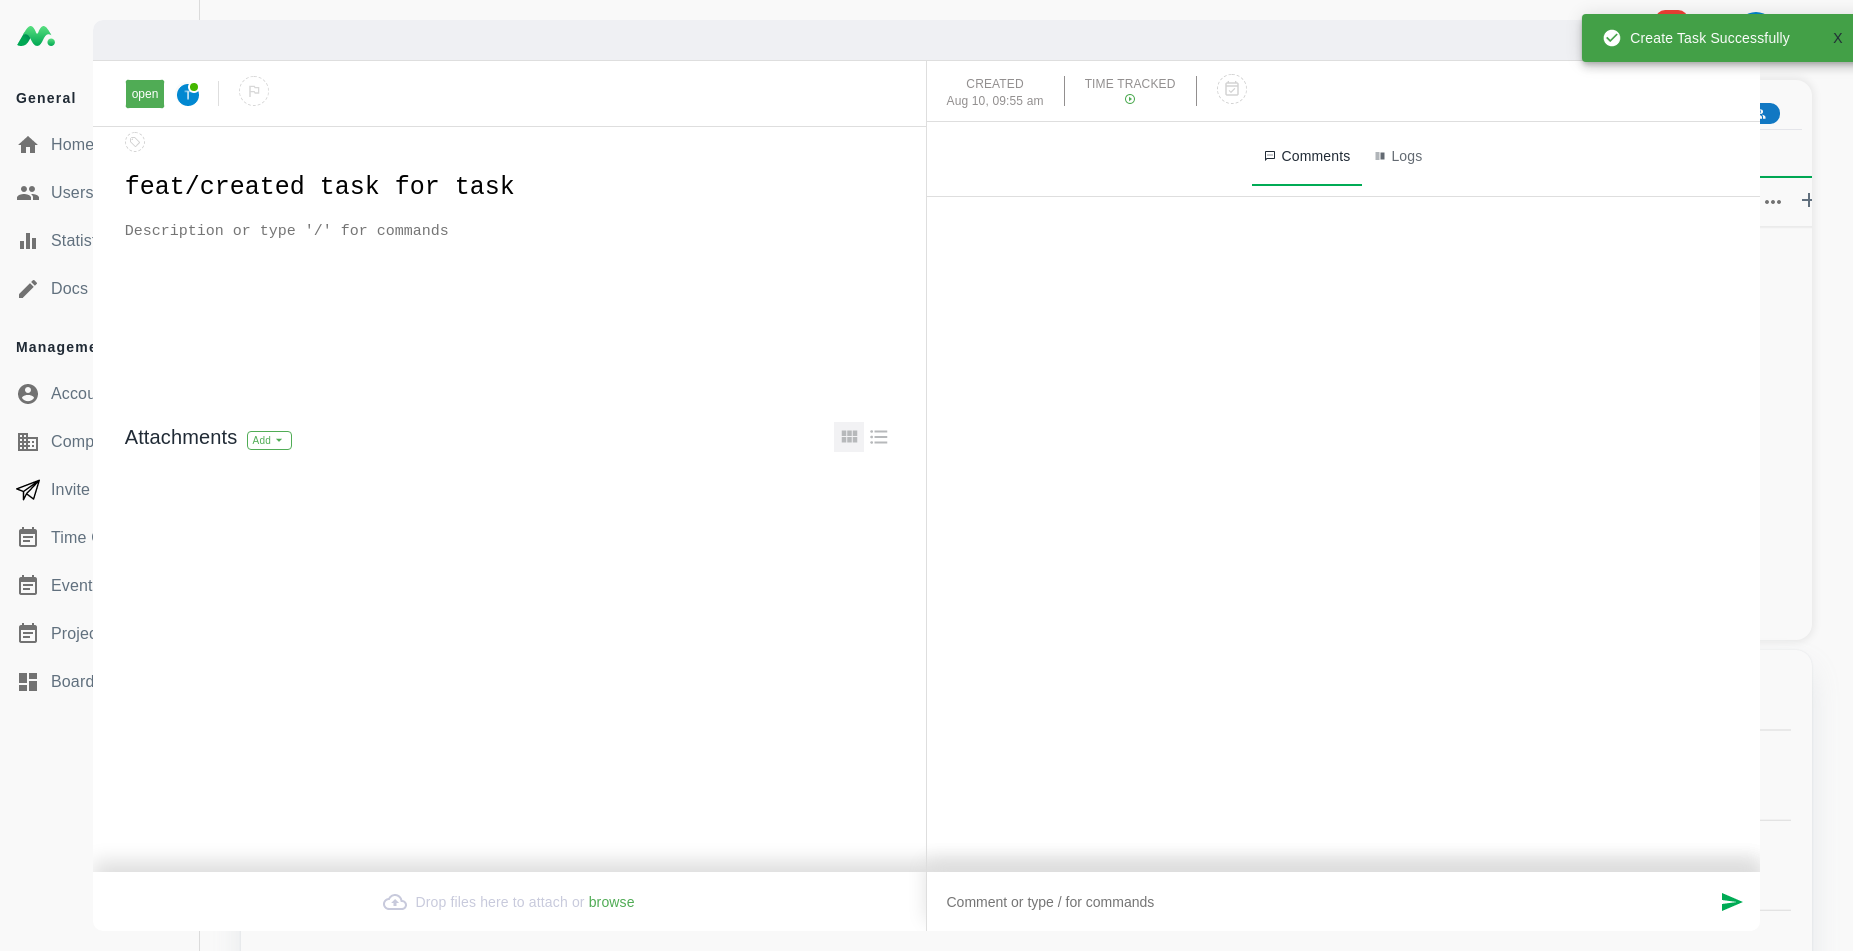 General
Home
Users
Statis
Docs
Manageme
Accou
Comp
Invite
Time
Event
Projec
Board
open
T
feat/created task for task
Description or type '/' for commands
Attachments
Add
Drop files here to attach or browse
CREATED
Aug 10, 09:55 am
TIME TRACKED
Comments
Logs
Comment or type / for commands
Create Task Successfully
X